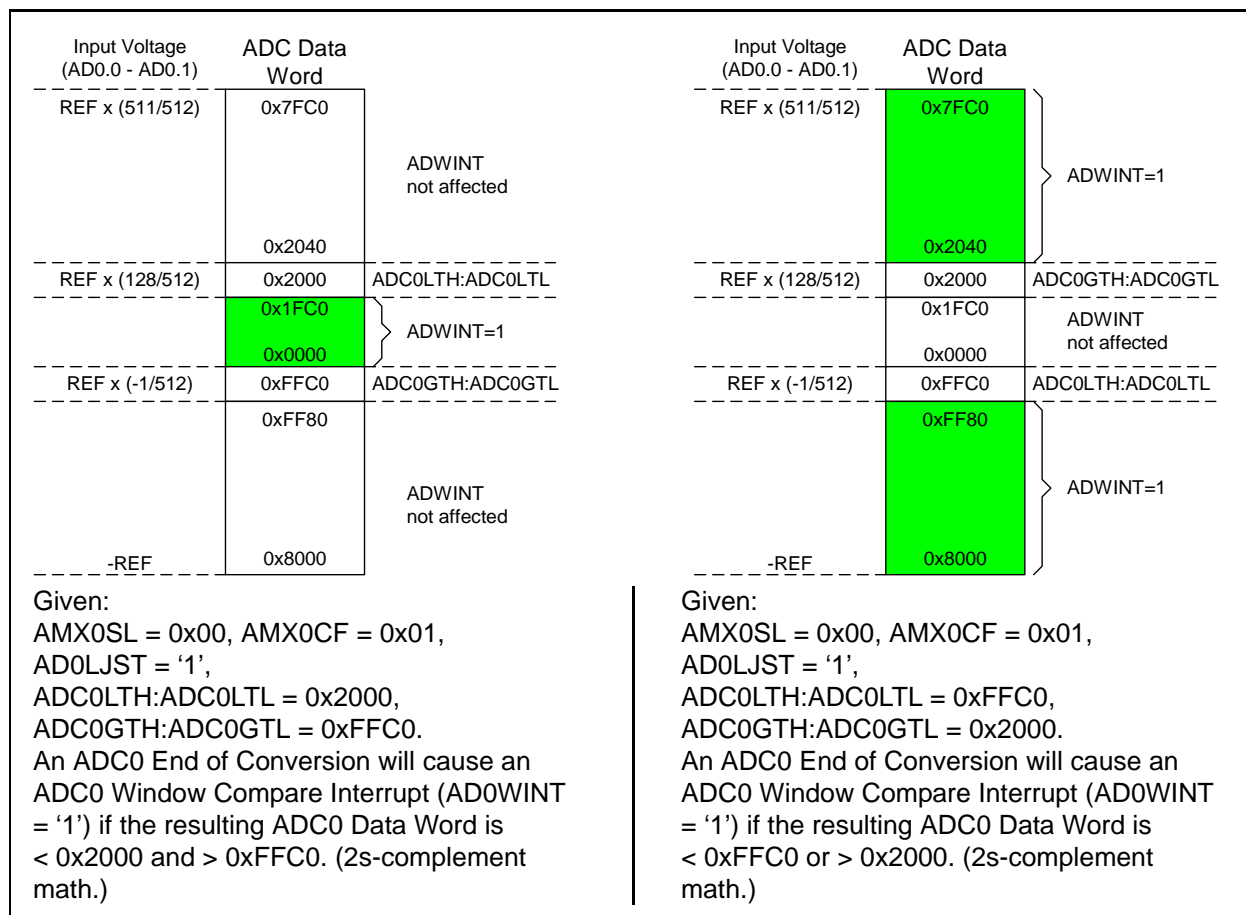 Input Voltage
(AD0.0 - AD0.1)
ADC Data
Word
REF x (511/512)
0x7FC0
ADWINT
not affected
0x2040
REF x (128/512)
0x2000
ADC0LTH:ADC0LTL
0x1FC0
ADWINT=1
0x0000
REF x (-1/512)
0xFFC0
ADC0GTH:ADC0GTL
0xFF80
ADWINT
not affected
-REF
0x8000
Given:
AMX0SL = 0x00, AMX0CF = 0x01,
AD0LJST = ‘1’,
ADC0LTH:ADC0LTL = 0x2000,
ADC0GTH:ADC0GTL = 0xFFC0.
An ADC0 End of Conversion will cause an
ADC0 Window Compare Interrupt (AD0WINT
= ‘1’) if the resulting ADC0 Data Word is
< 0x2000 and > 0xFFC0. (2s-complement
math.)
Input Voltage
(AD0.0 - AD0.1)
ADC Data
Word
REF x (511/512)
0x7FC0
ADWINT=1
0x2040
REF x (128/512)
0x2000
ADC0GTH:ADC0GTL
0x1FC0
ADWINT
not affected
0x0000
REF x (-1/512)
0xFFC0
ADC0LTH:ADC0LTL
0xFF80
ADWINT=1
-REF
0x8000
Given:
AMX0SL = 0x00, AMX0CF = 0x01,
AD0LJST = ‘1’,
ADC0LTH:ADC0LTL = 0xFFC0,
ADC0GTH:ADC0GTL = 0x2000.
An ADC0 End of Conversion will cause an
ADC0 Window Compare Interrupt (AD0WINT
= ‘1’) if the resulting ADC0 Data Word is
< 0xFFC0 or > 0x2000. (2s-complement
math.)